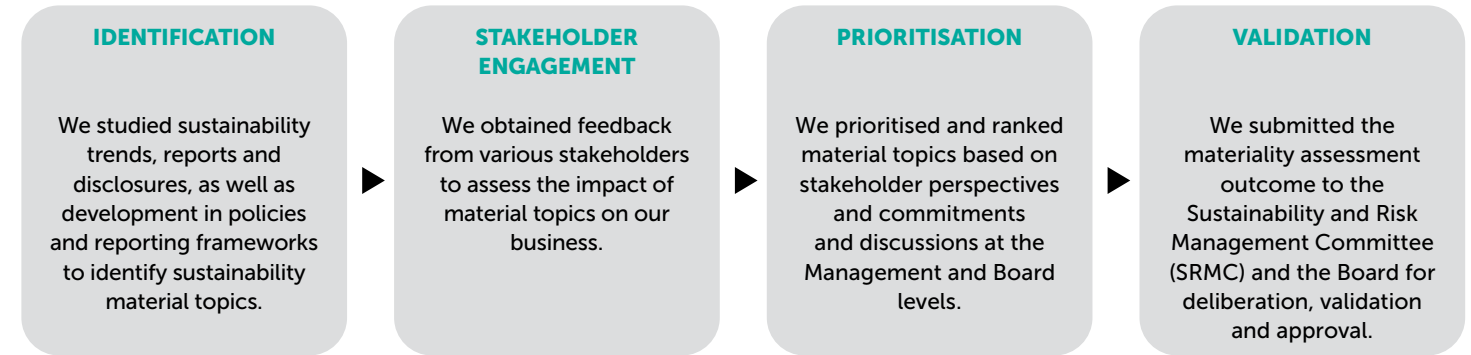 IDENTIFICATION
We studied sustainability
trends, reports and
disclosures, as well as
development in policies
and reporting frameworks
to identify sustainability
material topics.
STAKEHOLDER
ENGAGEMENT
We obtained feedback
from various stakeholders
to assess the impact of
material topics on our
business.
PRIORITISATION
We prioritised and ranked
material topics based on
stakeholder perspectives
and commitments
and discussions at the
Management and Board
levels.
VALIDATION
We submitted the
materiality assessment
outcome to the
Sustainability and Risk
Management Committee
(SRMC) and the Board for
deliberation, validation
and approval.